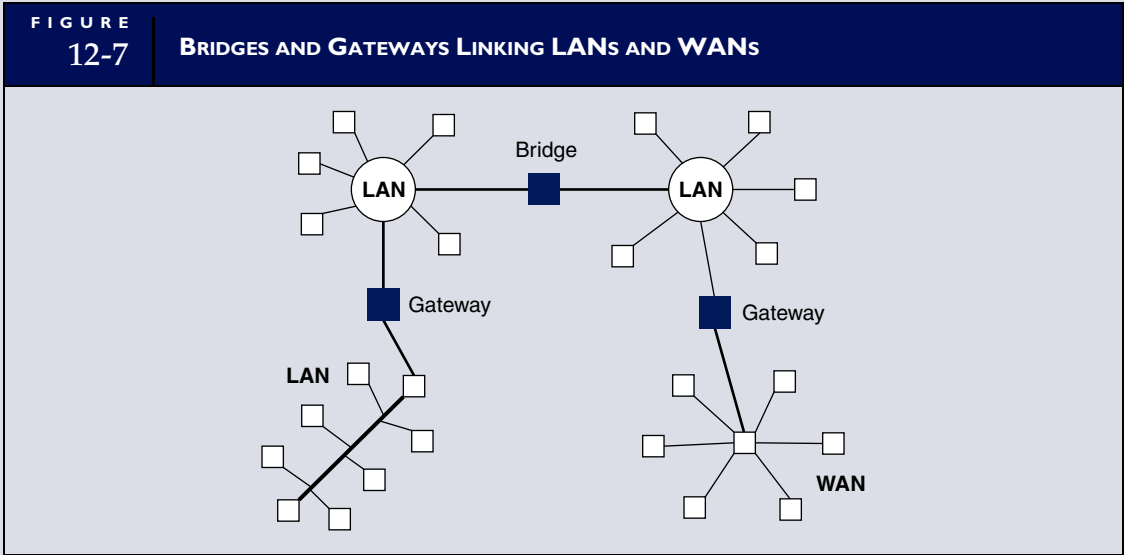 FIGURE
12-7
BRIDGES AND GATEWAYS LINKING LANS AND WANS
Bridge
LAN
LAN
Gateway
Gateway
LAN
WAN